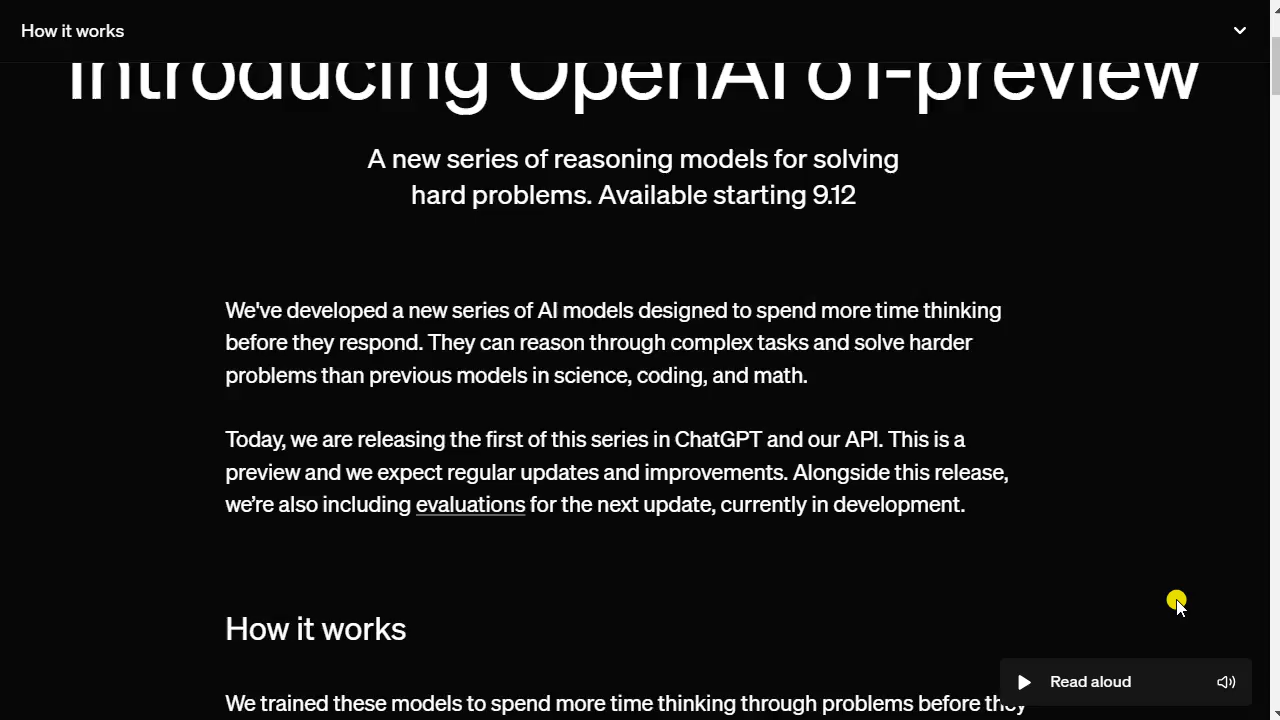 How it works
Introducing OpenAI o1-preview
A new series of reasoning models for solving
hard problems. Available starting 9.12
We've developed a new series of AI models designed to spend more time thinking
before they respond. They can reason through complex tasks and solve harder
problems than previous models in science, coding, and math.
Today, we are releasing the first of this series in ChatGPT and our API. This is a
preview and we expect regular updates and improvements. Alongside this release,
we’re also including evaluations for the next update, currently in development.
How it works
We trained these models to spend more time thinking through problems before they
Read aloud